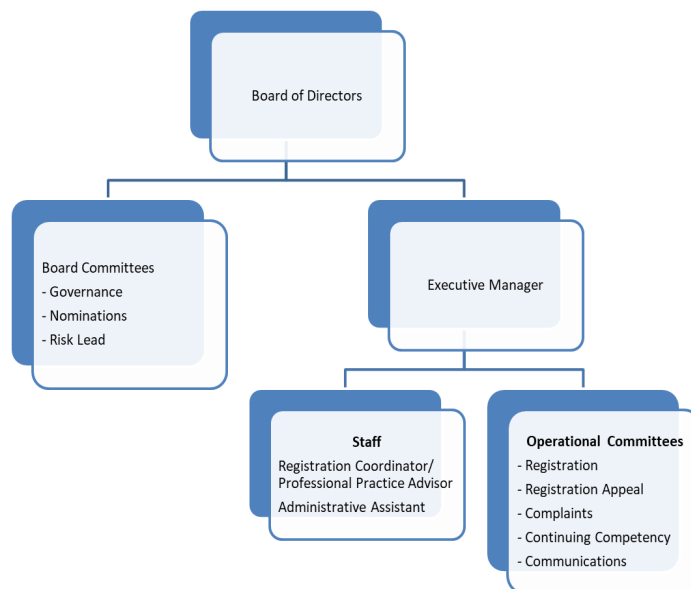 Board of Directors
Board Committees
- Governance
- Nominations
- Risk Lead
Executive Manager
Staff
Registration Coordinator/
Professional Practice Advisor
Administrative Assistant
Operational Committees
- Registration
- Registration Appeal
- Complaints
- Continuing Competency
- Communications